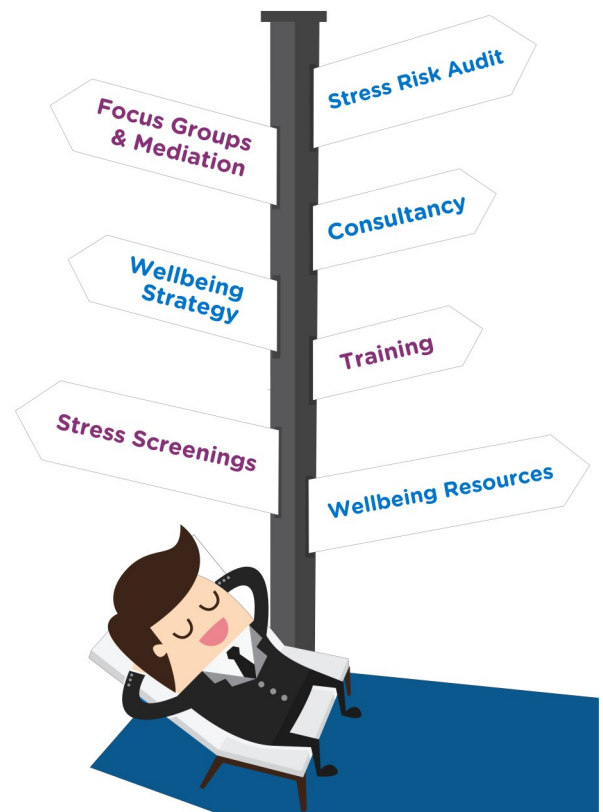 Stress Risk Audit
Focus Groups
& Mediation
Consultancy
Wellbeing
Strategy
Training
Stress Screenings
Wellbeing Resources